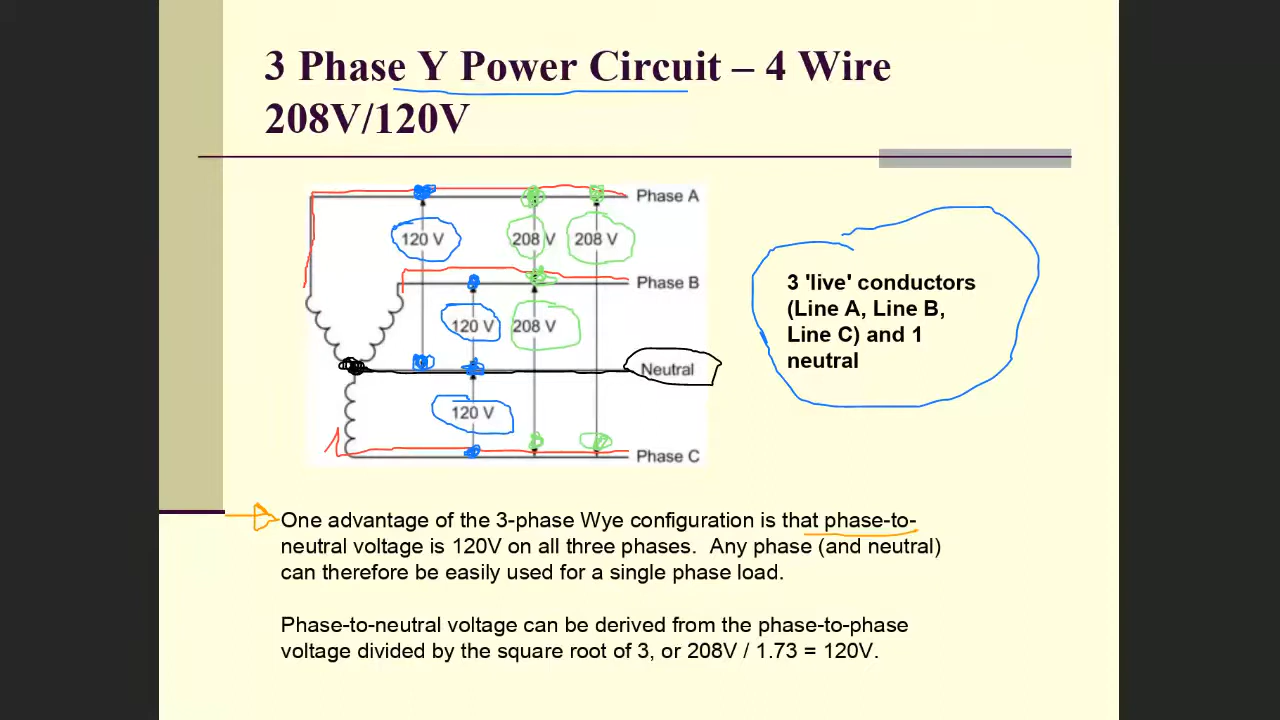 3 Phase Y Power Circuit – 4 Wire
208V/120V
Phase A
120 V
208 V
208 V
Phase B
120 V
208 V
Neutral
120 V
Phase C
3 'live' conductors
(Line A, Line B,
Line C) and 1
neutral
One advantage of the 3-phase Wye configuration is that phase-to-
neutral voltage is 120V on all three phases.  Any phase (and neutral)
can therefore be easily used for a single phase load.
Phase-to-neutral voltage can be derived from the phase-to-phase
voltage divided by the square root of 3, or 208V / 1.73 = 120V.